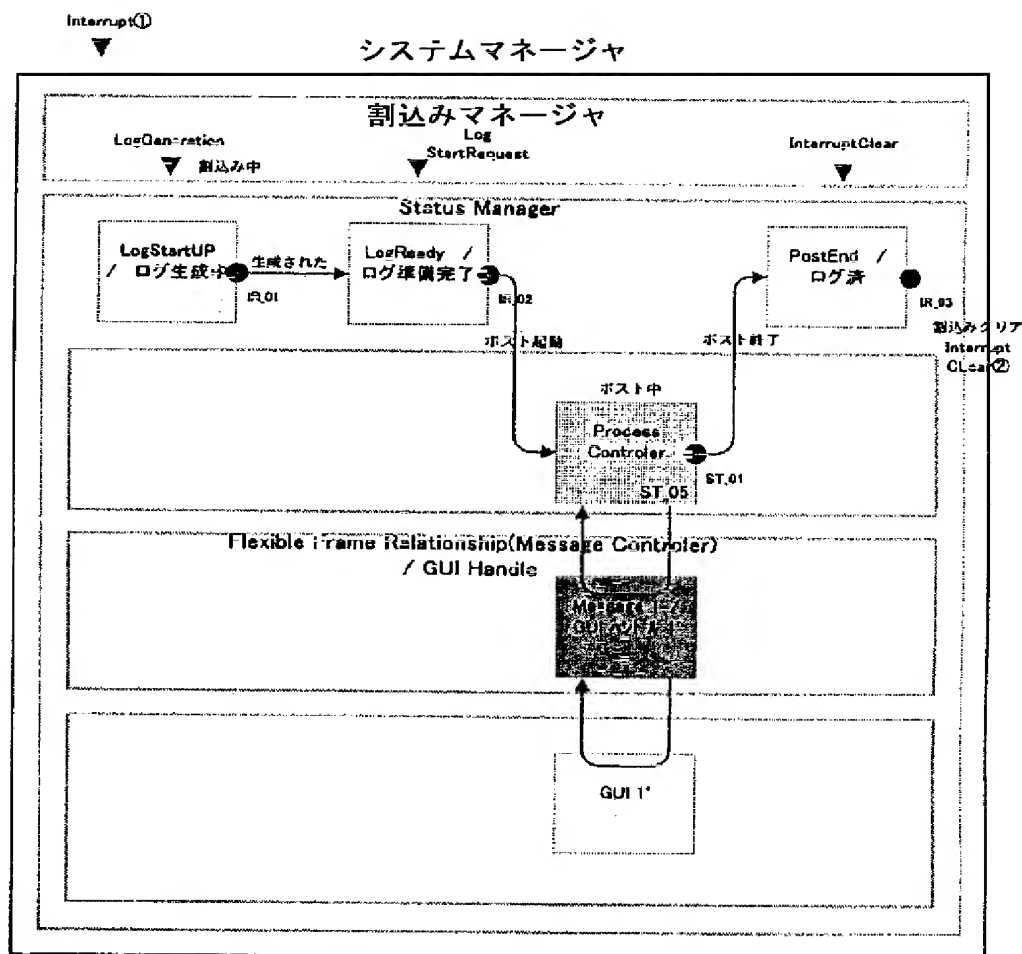 Interrupt①
システムマネージャ
割込みマネージャ
LogGeneration
割込み中
Log
StartRequest
InterruptClear
Status Manager
LogStartUP
/ ログ生成中
生成された
IR_01
LogReady /
ログ準備完了
IR_02
PostEnd /
ログ済
IR_03
割込みクリア
Interrupt
CLear②
ポスト起動
ポスト終了
ポスト中
Process
Controler
ST_01
ST_05
Flexible Frame Relationship(Message Controler)
/ GUI Handle
Message
GUI
GUI 1*